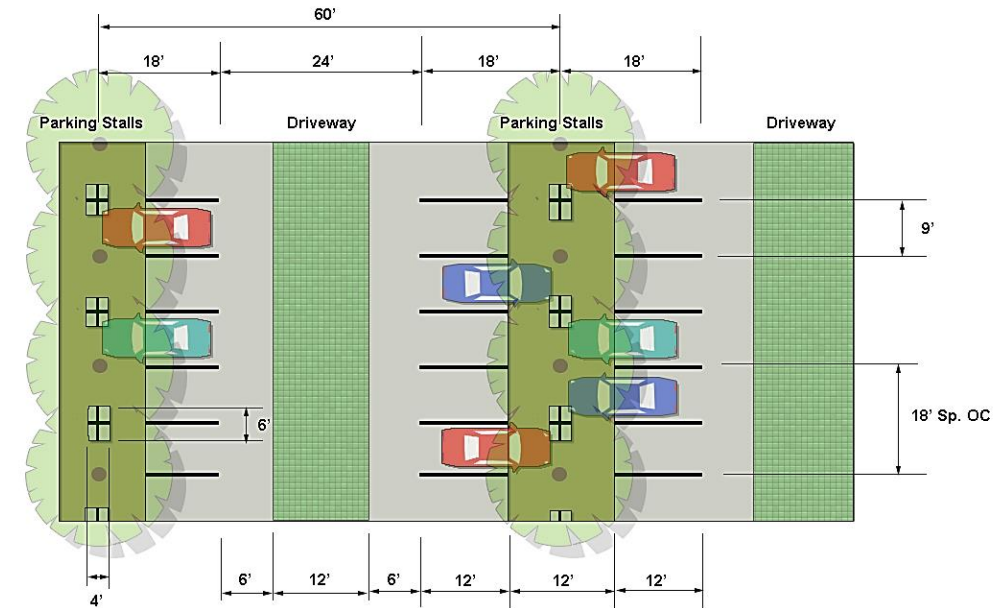 60’
18’ 24’ 18’ 18’
Parking Stalls Driveway Parking Stalls Driveway
9’
6’
18’ Sp. OC
6’ 12’ 6’ 12’ 12’ 12’
4’